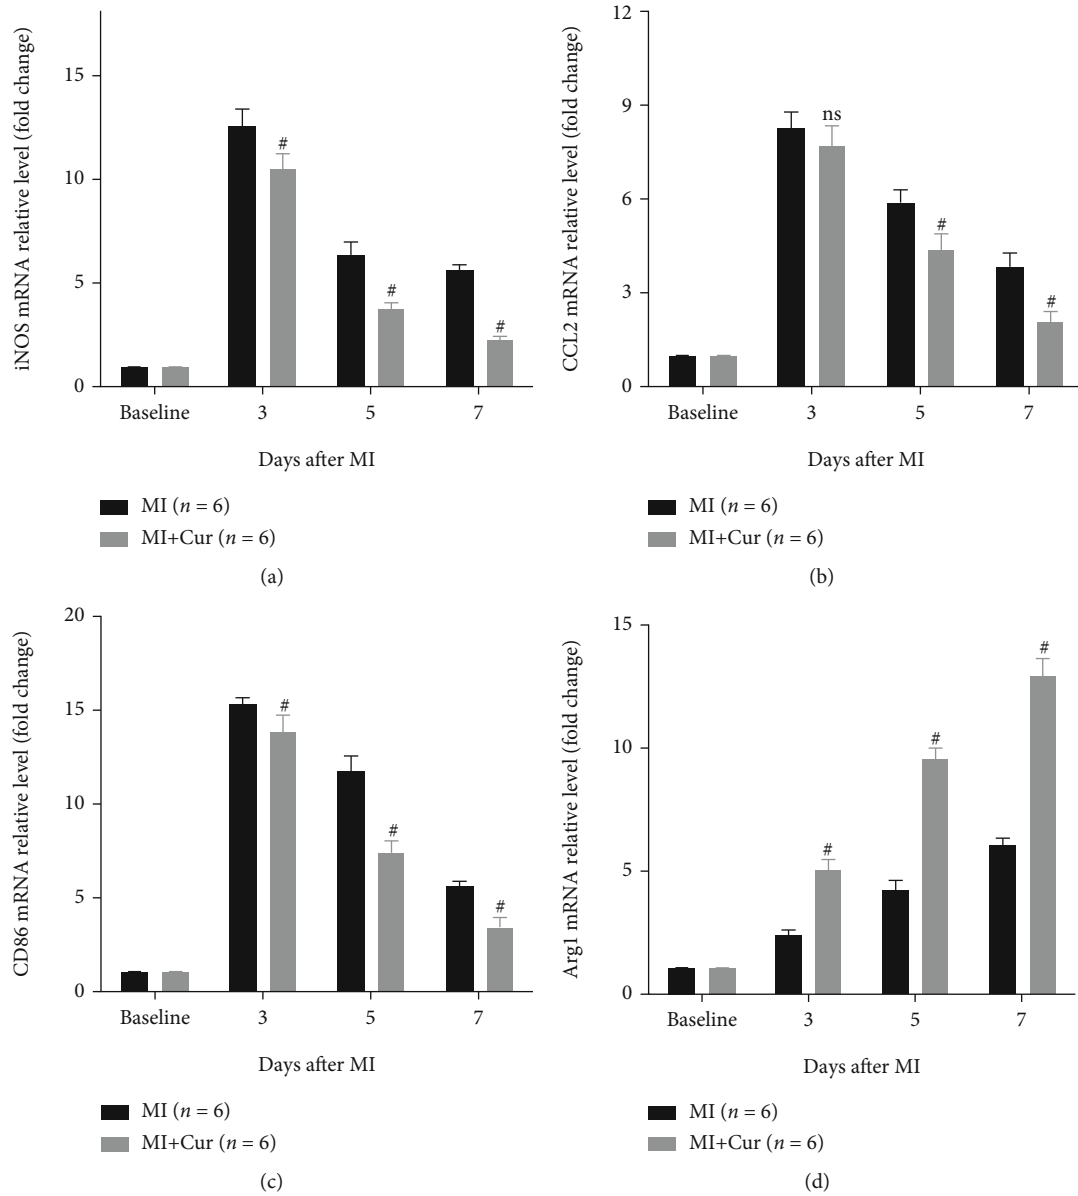 iNOS mRNA relative level (fold change)
15
10
5
0
#
#
#
Baseline 3 5 7
Days after MI
MI (n = 6)
MI+Cur (n = 6)
(a)
CCL2 mRNA relative level (fold change)
12
9
6
3
0
ns
#
#
Baseline 3 5 7
Days after MI
MI (n = 6)
MI+Cur (n = 6)
(b)
CD86 mRNA relative level (fold change)
20
15
10
5
0
#
#
#
Baseline 3 5 7
Days after MI
MI (n = 6)
MI+Cur (n = 6)
(c)
Arg1 mRNA relative level (fold change)
15
10
5
0
#
#
#
Baseline 3 5 7
Days after MI
MI (n = 6)
MI+Cur (n = 6)
(d)